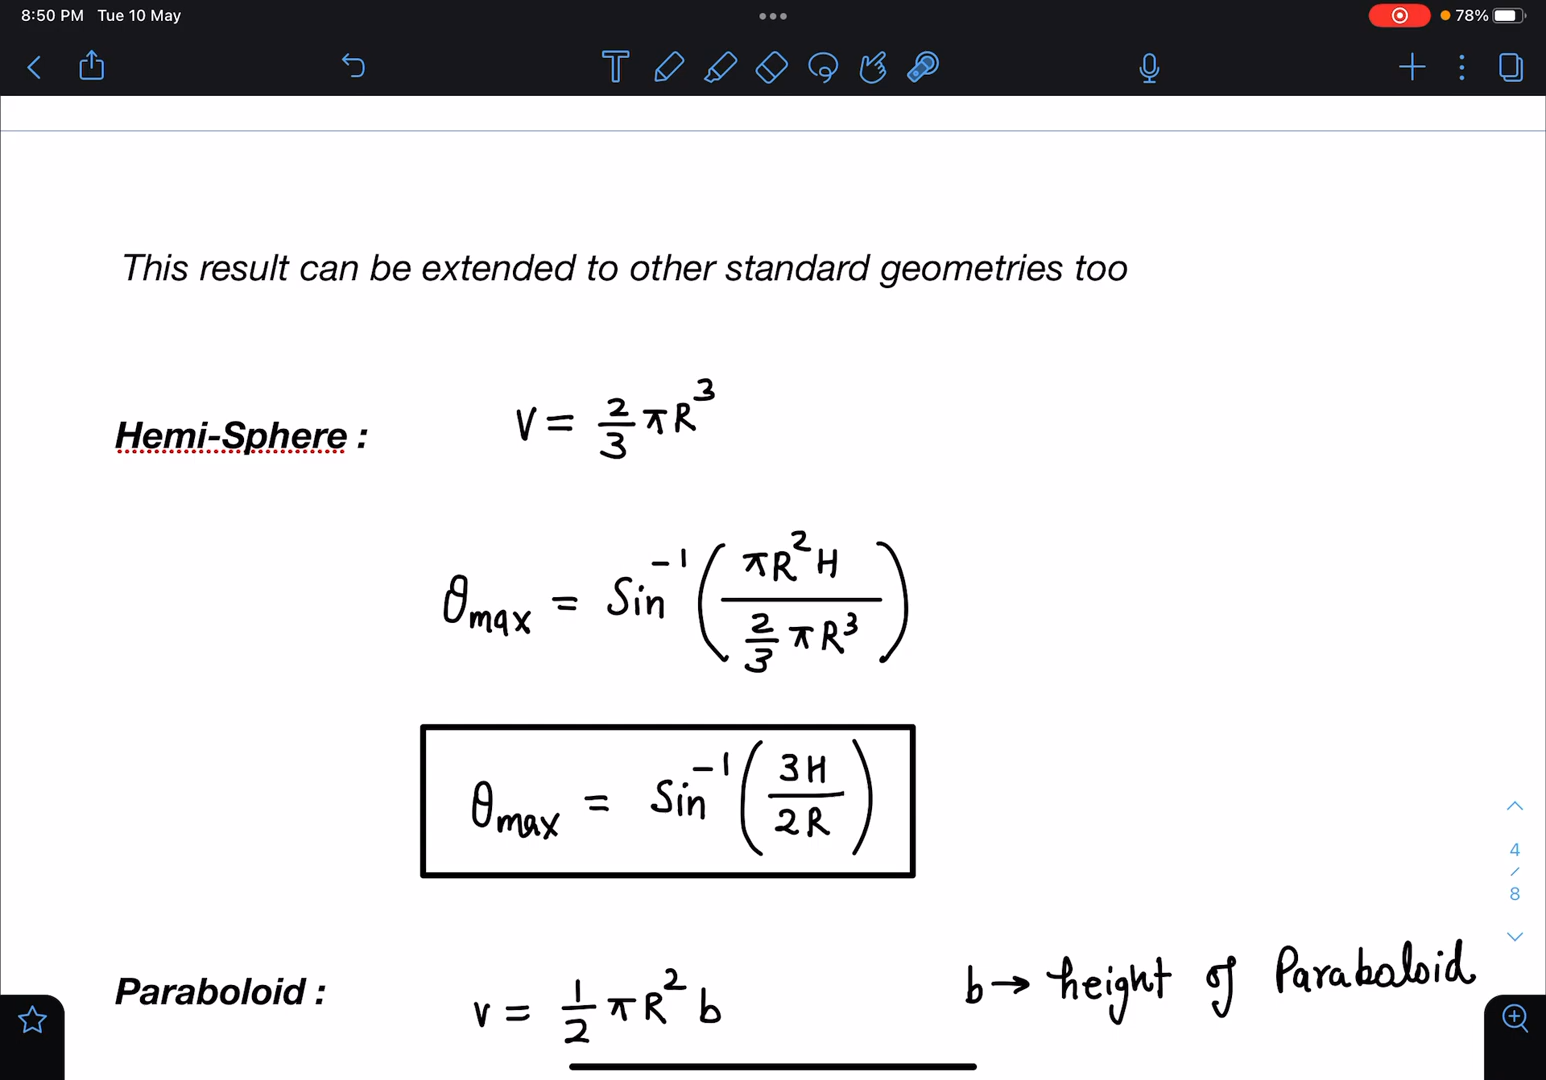 8:50 PM Tue 10 May
78%
This result can be extended to other standard geometries too
Hemi-Sphere : V = 2/3 πR³
θmax = Sin⁻¹ ( πR²H / 2/3 πR³ )
θmax = Sin⁻¹ ( 3H / 2R )
4
/
8
Paraboloid : V = 1/2 πR² b b → height of Paraboloid